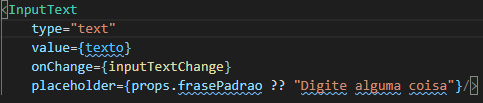 <InputText
type="text"
value={texto}
onChange={inputTextChange}
placeholder={props.frasePadrao ?? "Digite alguma coisa"}/>